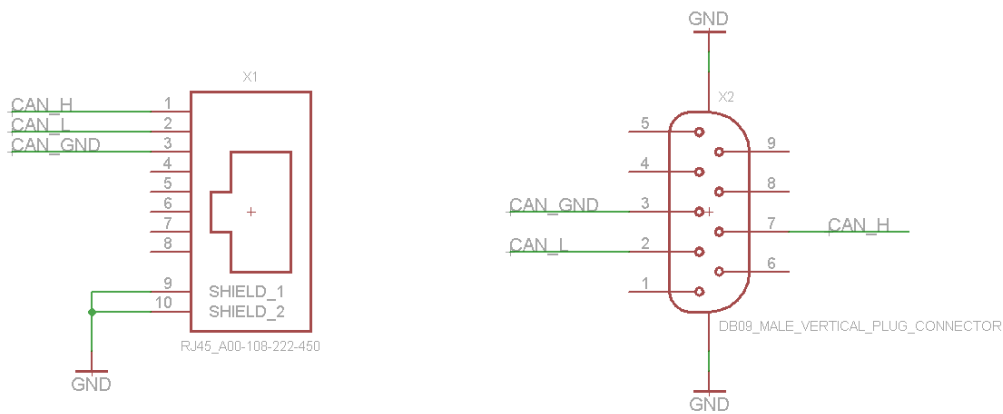 X1
CAN_H
1
CAN_L
2
CAN_GND
3
4
5
6
7
8
9
SHIELD_1
10
SHIELD_2
RJ45_A00-108-222-450
GND
GND
X2
5
9
4
8
CAN_GND
3
7
CAN_H
CAN_L
2
6
1
DB09_MALE_VERTICAL_PLUG_CONNECTOR
GND